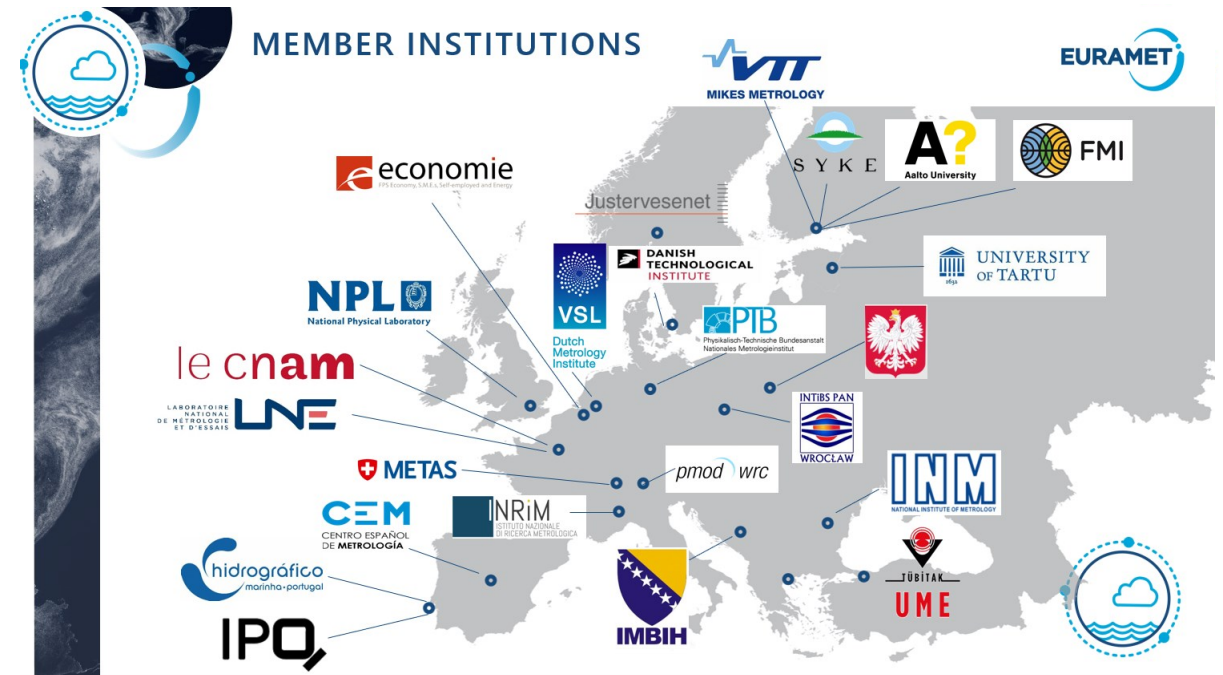 MEMBER INSTITUTIONS
EURAMET
VTT
MIKES METROLOGY
SYKE
A?
Aalto University
FMI
economie
FPS Economy, S.M.E.s, Self-employed and Energy
Justervesenet
DANISH
TECHNOLOGICAL
INSTITUTE
UNIVERSITY
OF TARTU
1632
VSL
Dutch
Metrology
Institute
NPL
National Physical Laboratory
PTB
Physikalisch-Technische Bundesanstalt
Nationales Metrologieinstitut
le cnam
LABORATOIRE
NATIONAL
DE MÉTROLOGIE
ET D'ESSAIS
LNE
INTiBS PAN
WROCŁAW
METAS
pmod wrc
INM
NATIONAL INSTITUTE OF METROLOGY
CEM
CENTRO ESPAÑOL
DE METROLOGÍA
INRiM
ISTITUTO NAZIONALE
DI RICERCA METROLOGICA
hidrográfico
marinha-portugal
TÜBİTAK
UME
IPQ
IMBIH